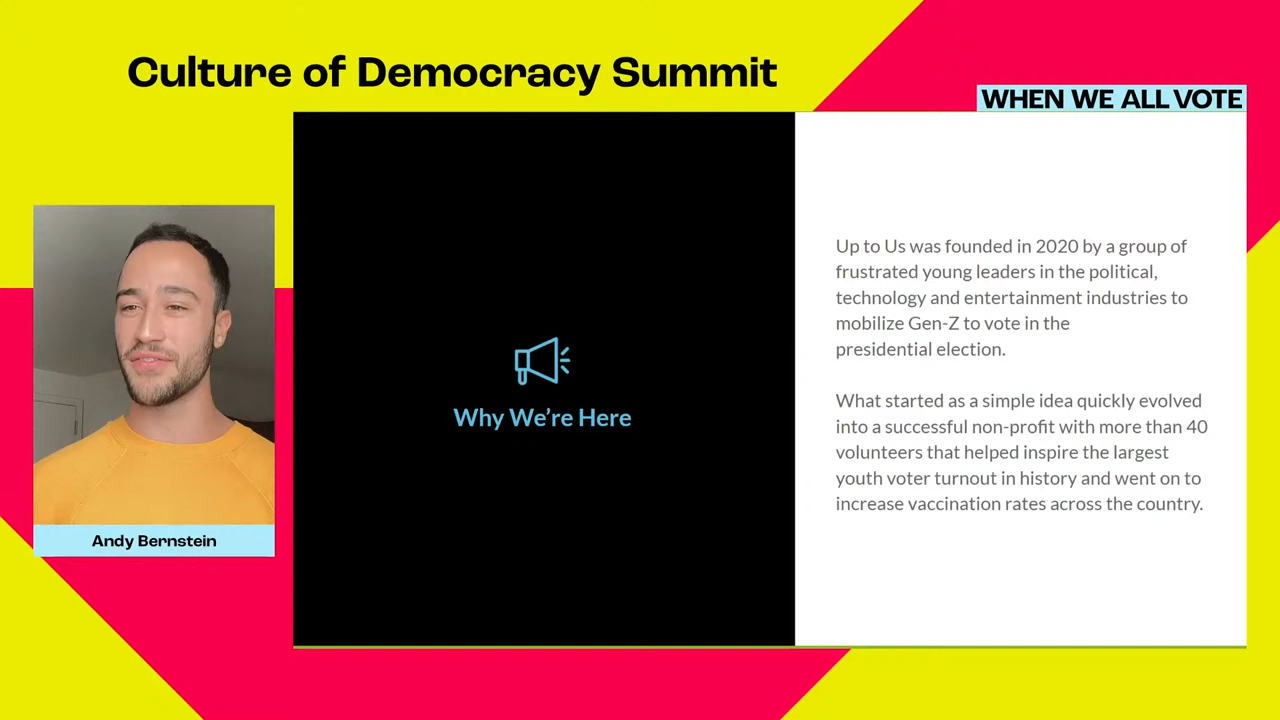 Culture of Democracy Summit
WHEN WE ALL VOTE
Andy Bernstein
Why We're Here
Up to Us was founded in 2020 by a group of
frustrated young leaders in the political,
technology and entertainment industries to
mobilize Gen-Z to vote in the
presidential election.
What started as a simple idea quickly evolved
into a successful non-profit with more than 40
volunteers that helped inspire the largest
youth voter turnout in history and went on to
increase vaccination rates across the country.